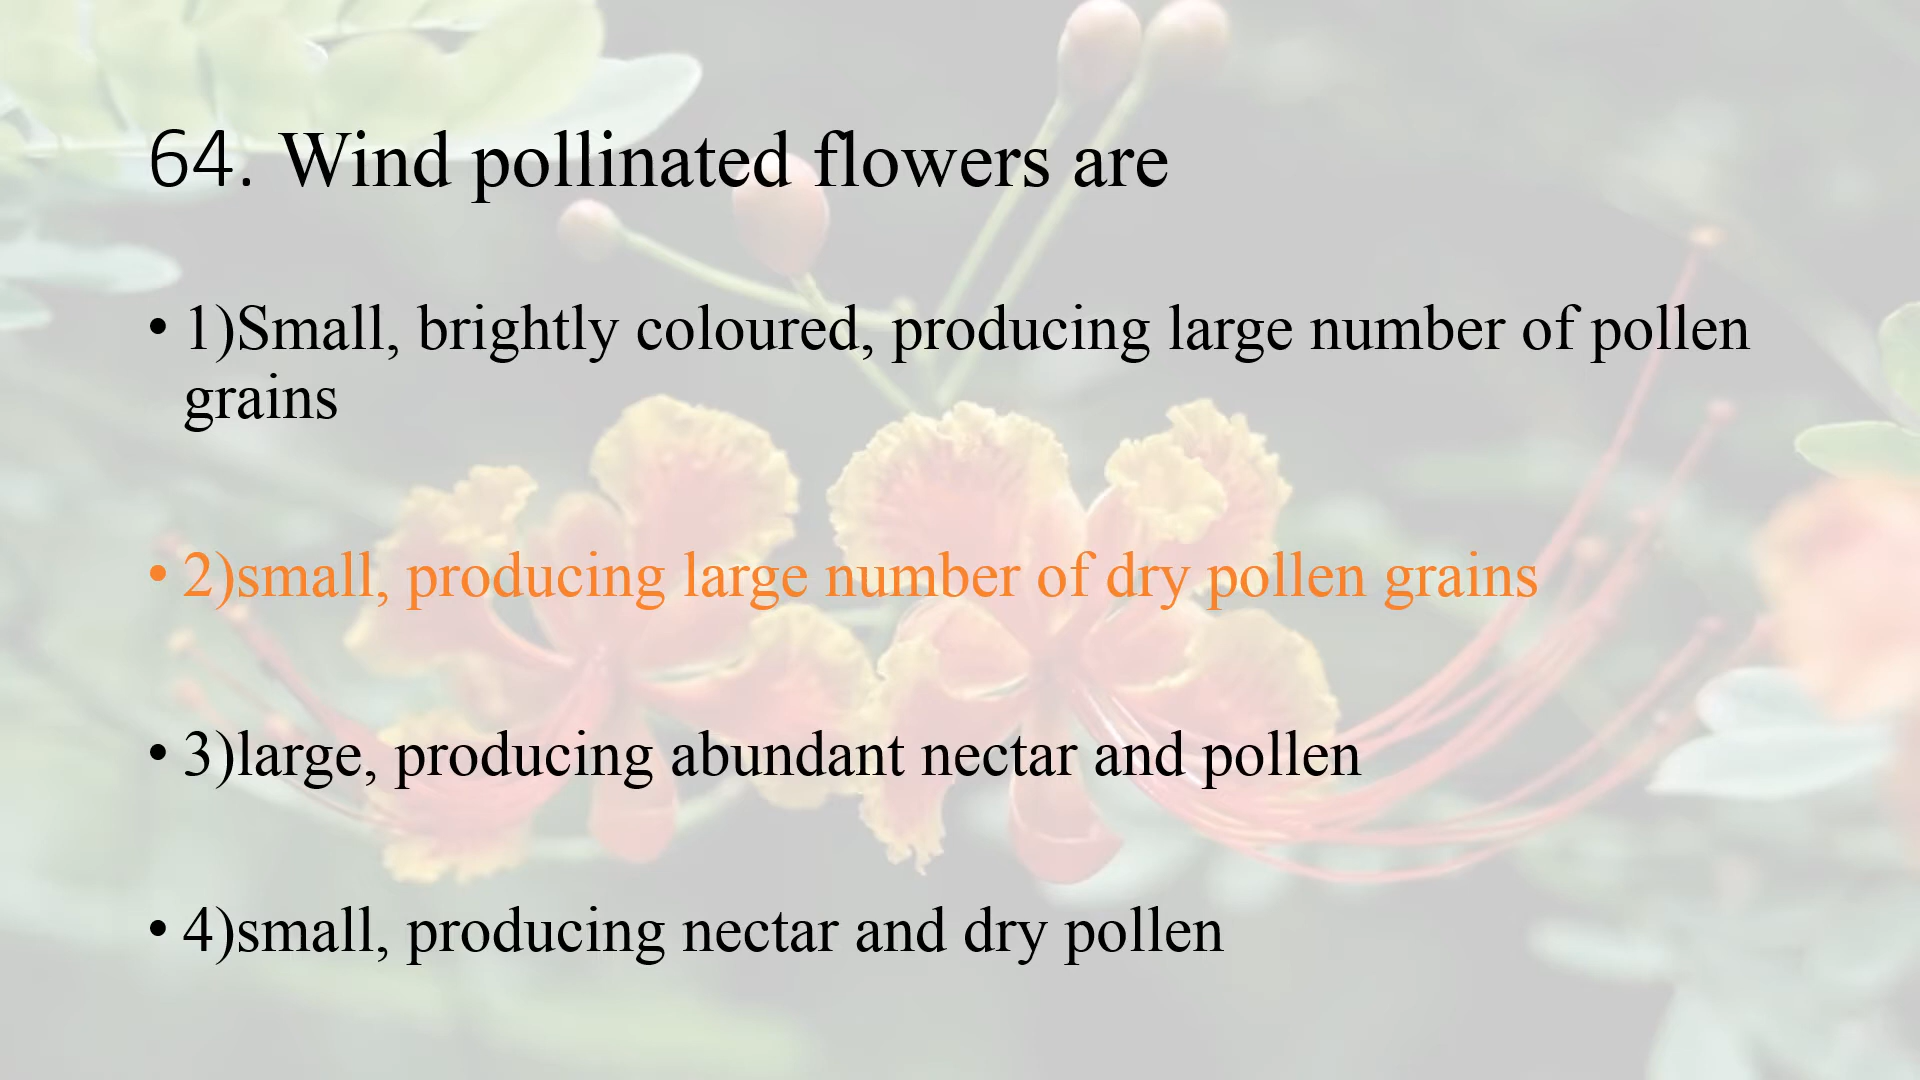 64. Wind pollinated flowers are
• 1)Small, brightly coloured, producing large number of pollen
grains
• 2)small, producing large number of dry pollen grains
• 3)large, producing abundant nectar and pollen
• 4)small, producing nectar and dry pollen